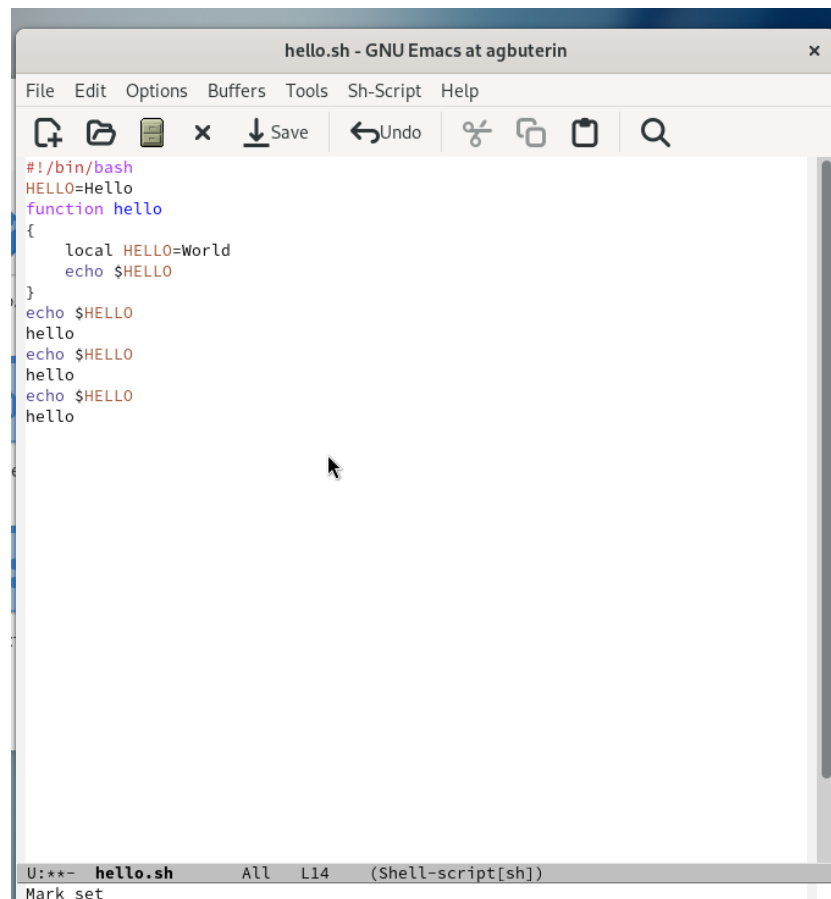 hello.sh - GNU Emacs at agbuterin
File Edit Options Buffers Tools Sh-Script Help
Save Undo
#!/bin/bash
HELLO=Hello
function hello
{
    local HELLO=World
    echo $HELLO
}
echo $HELLO
hello
echo $HELLO
hello
echo $HELLO
hello
U:**-  hello.sh       All   L14    (Shell-script[sh])
Mark set